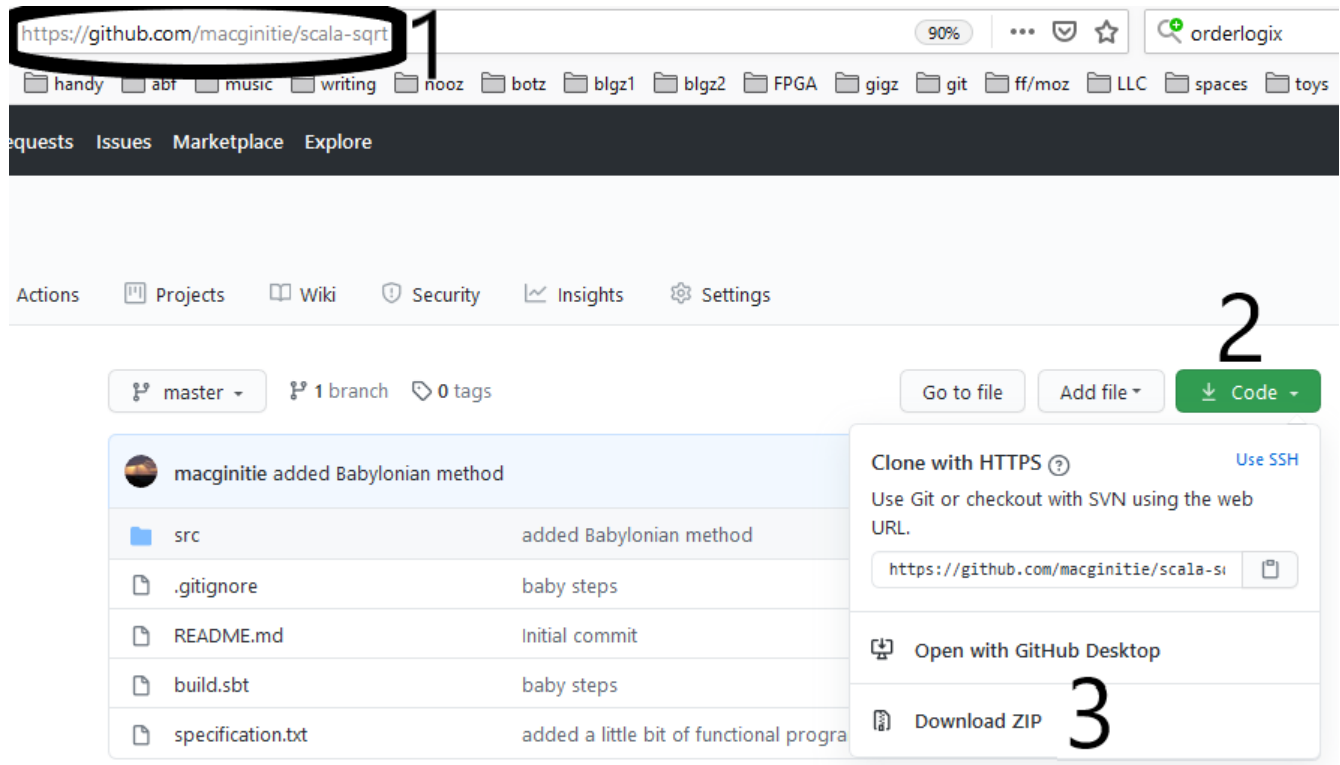 https://github.com/macginitie/scala-sqrt 1 90% orderlogix
handy abf music writing nooz botz blgz1 blgz2 FPGA gigz git ff/moz LLC spaces toys
equests Issues Marketplace Explore
Actions Projects Wiki Security Insights Settings
2
master 1 branch 0 tags Go to file Add file Code
macginitie added Babylonian method
src added Babylonian method
.gitignore baby steps
README.md Initial commit
build.sbt baby steps
specification.txt added a little bit of functional progra
Clone with HTTPS ? Use SSH
Use Git or checkout with SVN using the web
URL.
https://github.com/macginitie/scala-s
Open with GitHub Desktop
Download ZIP 3